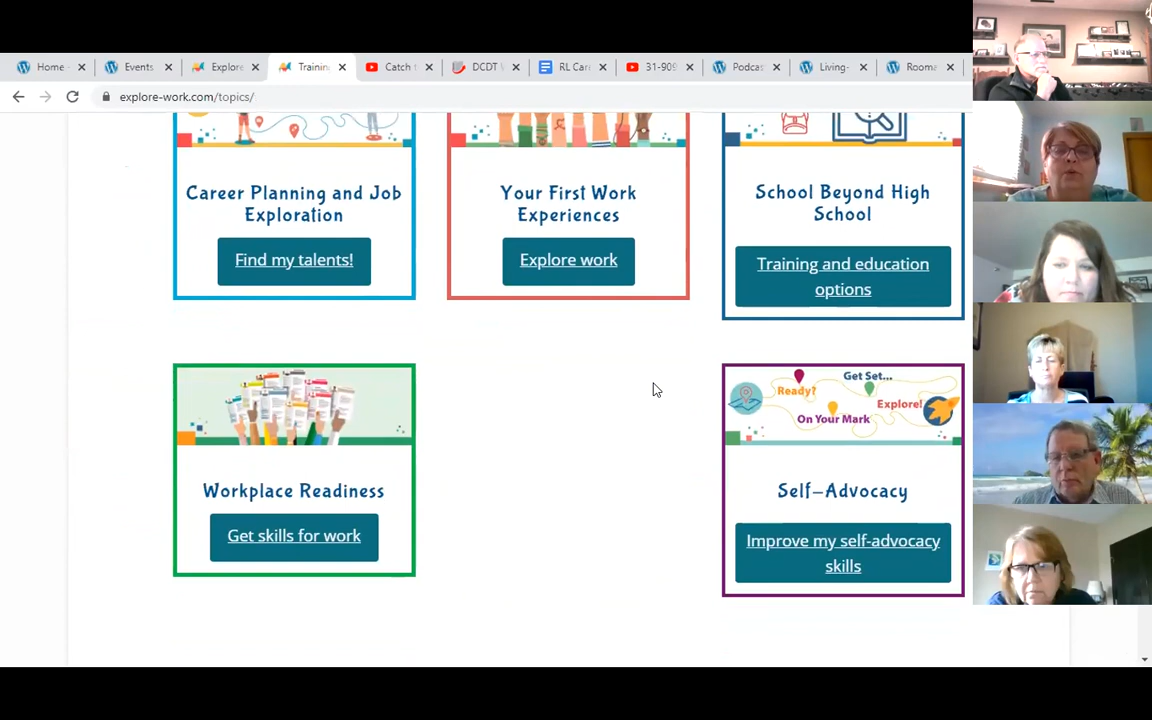 Home
Events
Explore
Training
Catch
DCDT
RL Care
31-909
Podcas
Living-
Rooma
explore-work.com/topics/
Career Planning and Job
Exploration
Find my talents!
Your First Work
Experiences
Explore work
School Beyond High
School
Training and education
options
Workplace Readiness
Get skills for work
Ready?
Get Set...
On Your Mark
Explore!
Self-Advocacy
Improve my self-advocacy
skills